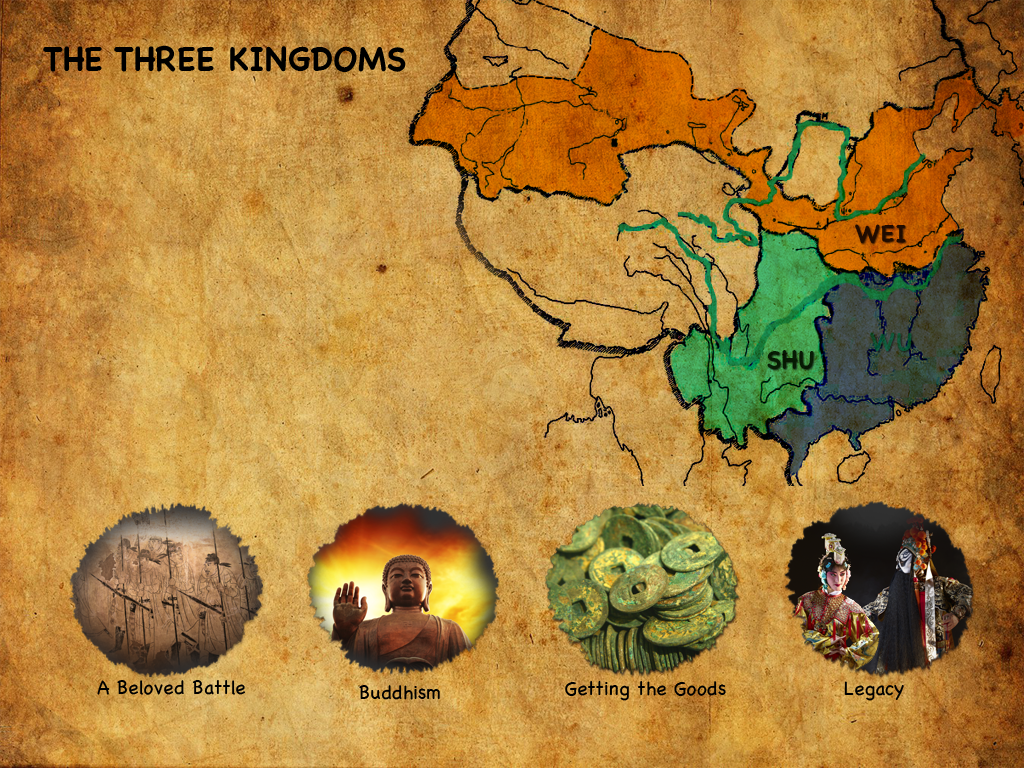 THE THREE KINGDOMS
WEI
WU
SHU
A Beloved Battle
Buddhism
Getting the Goods
Legacy